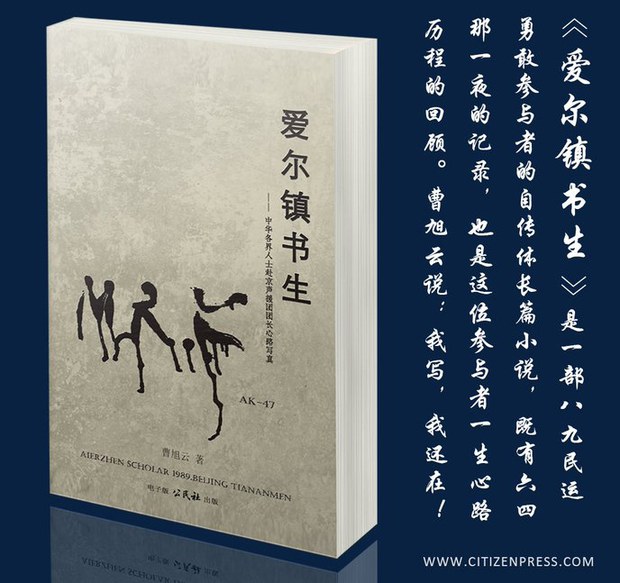 爱尔镇书生
——中华各界人士赴京声援团团长心路写真
AK-47
曹旭云 著
AIERZHEN SCHOLAR 1989.BEIJING TIANANMEN
电子版 公民社 出版
《爱尔镇书生》是一部八九民运
勇敢参与者的自传体长篇小说，既有六四
那一夜的记录，也是这位参与者一生心路
历程的回顾。曹旭云说：我写，我还在！
WWW.CITIZENPRESS.COM